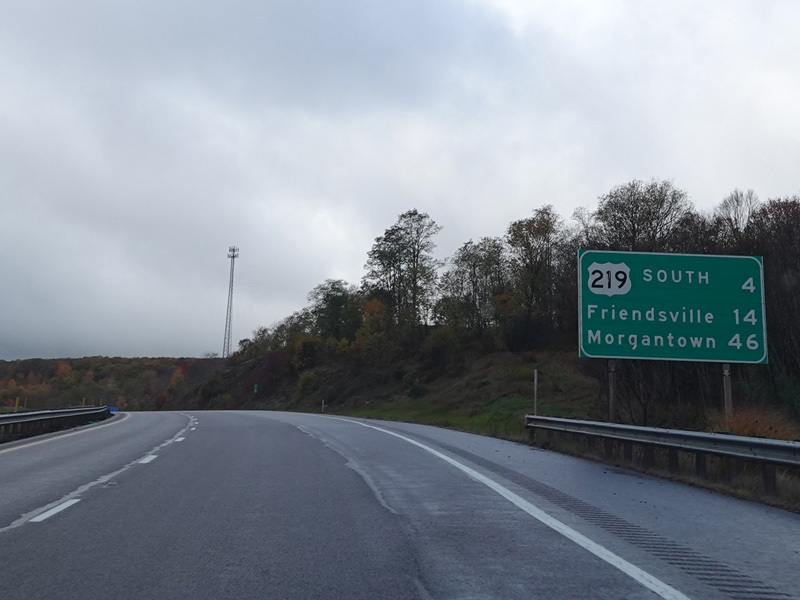 219 SOUTH 4
Friendsville 14
Morgantown 46